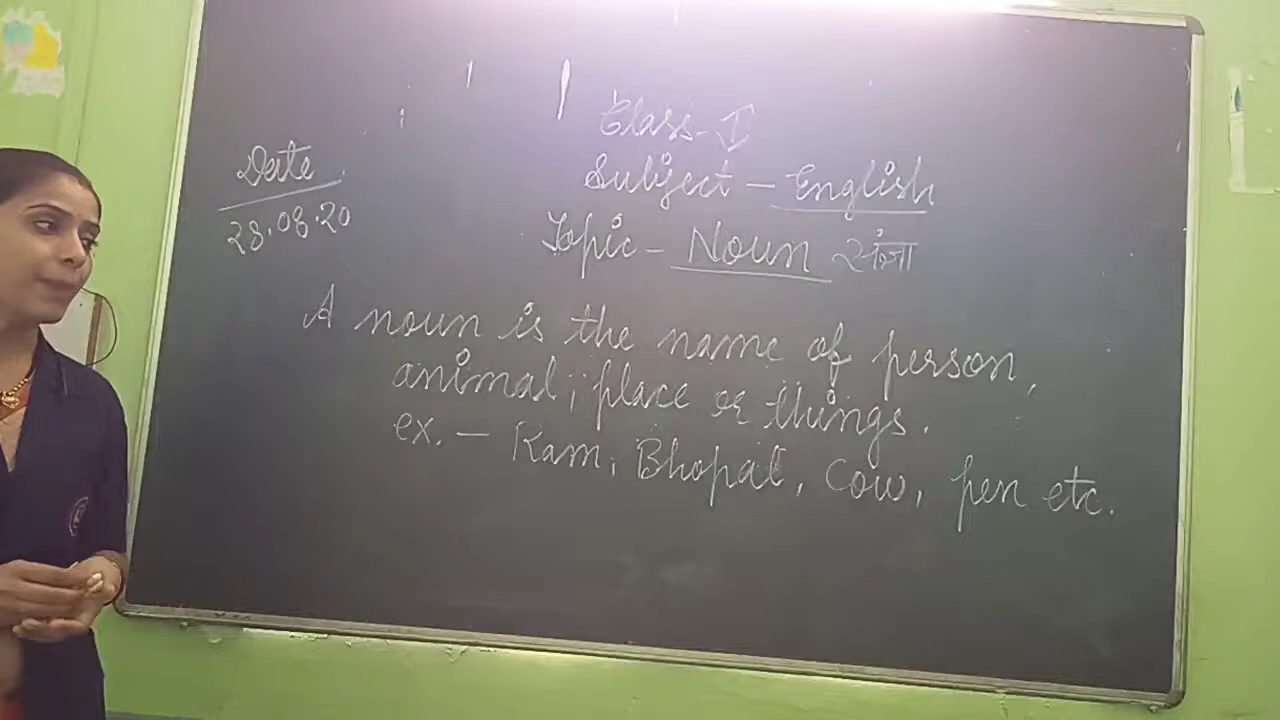 Class-I
Subject - English
Topic - Noun संज्ञा
Date
28.08.20
A noun is the name of person,
animal, place or things.
ex. - Ram, Bhopal, Cow, pen etc.